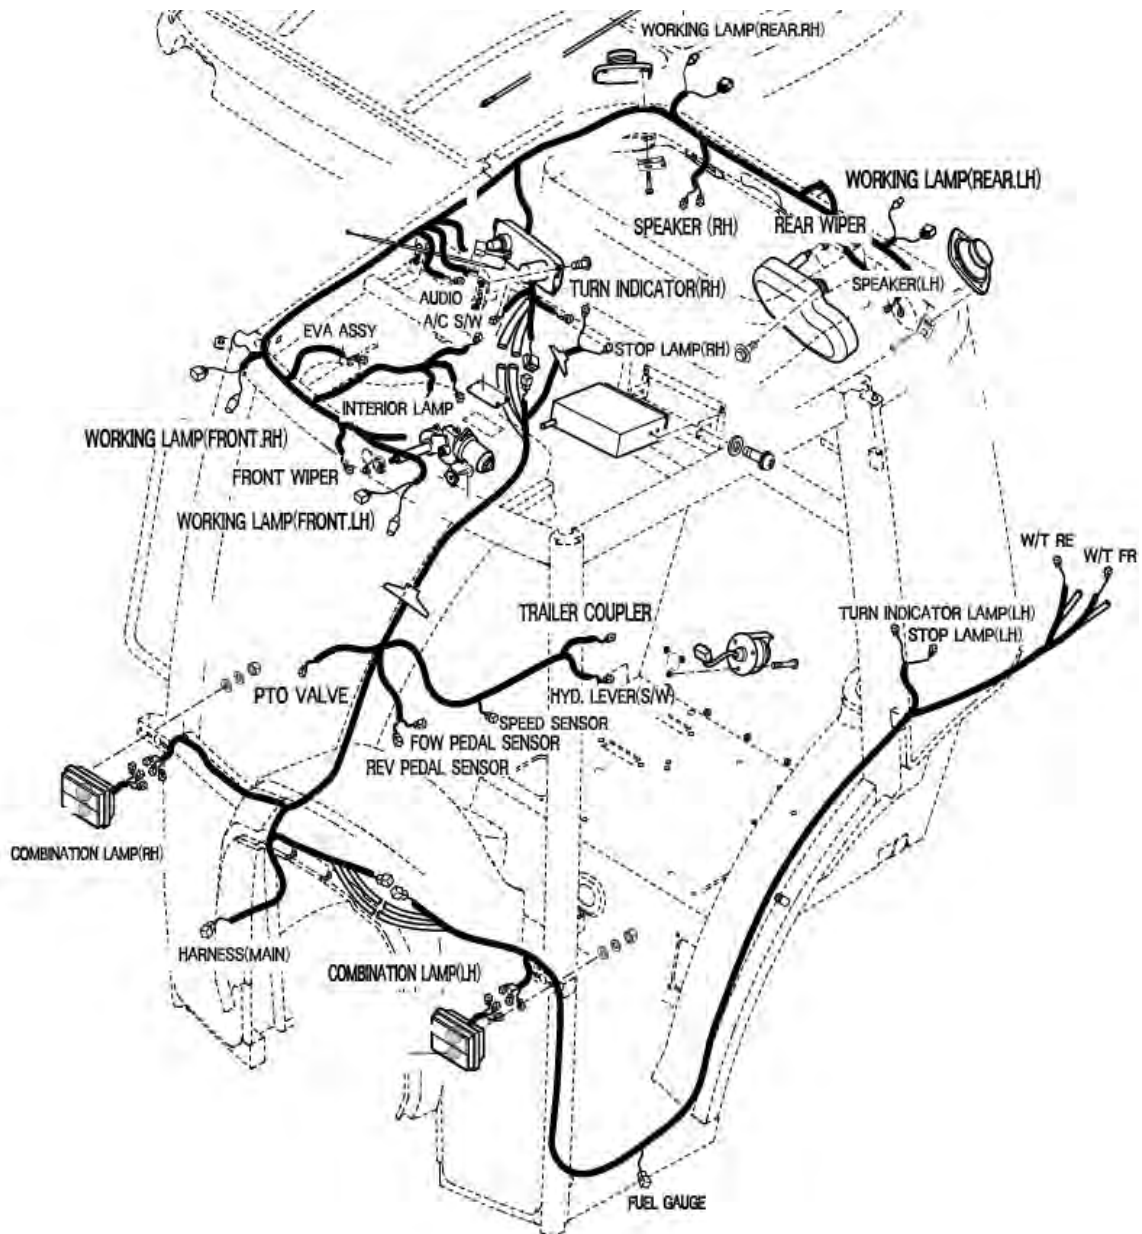 WORKING LAMP(REAR.RH)
WORKING LAMP(REAR.LH)
SPEAKER (RH)
REAR WIPER
TURN INDICATOR(RH)
SPEAKER(LH)
AUDIO
A/C S/W
EVA ASSY
STOP LAMP(RH)
INTERIOR LAMP
WORKING LAMP(FRONT.RH)
FRONT WIPER
WORKING LAMP(FRONT.LH)
W/T RE
W/T FR
TRAILER COUPLER
TURN INDICATOR LAMP(LH)
STOP LAMP(LH)
PTO VALVE
HYD. LEVER(S/W)
SPEED SENSOR
FOW PEDAL SENSOR
REV PEDAL SENSOR
COMBINATION LAMP(RH)
HARNESS(MAIN)
COMBINATION LAMP(LH)
FUEL GAUGE